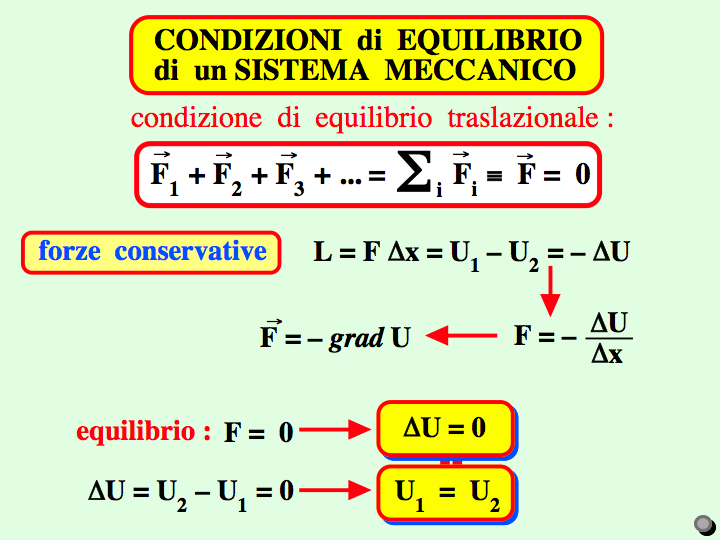 CONDIZIONI di EQUILIBRIO
di un SISTEMA MECCANICO
condizione di equilibrio traslazionale :
F⃗₁ + F⃗₂ + F⃗₃ + ... = Σᵢ F⃗ᵢ ≡ F⃗ = 0
forze conservative L = F Δx = U₁ – U₂ = – ΔU
F⃗ = – grad U F = – ΔU/Δx
equilibrio : F = 0 ΔU = 0
ΔU = U₂ – U₁ = 0 U₁ = U₂